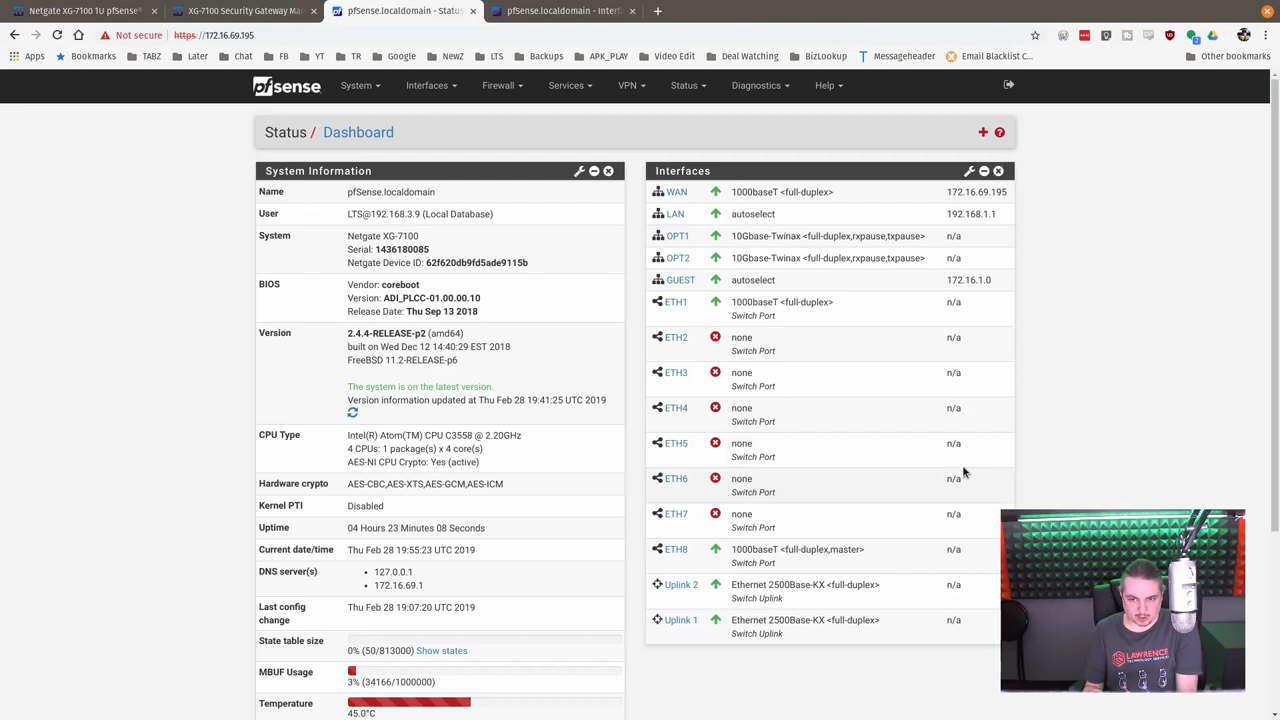 Netgate XG-7100 1U pfSense®
XG-7100 Security Gateway Ma
pfSense.localdomain - Status
pfSense.localdomain - Interf
Not secure
https://172.16.69.195
Apps
Bookmarks
TABZ
Later
Chat
FB
YT
TR
Google
NewZ
LTS
Backups
APK_PLAY
Video Edit
Deal Watching
BizLookup
Messageheader
Email Blacklist C...
Other bookmarks
pfsense
System
Interfaces
Firewall
Services
VPN
Status
Diagnostics
Help
Status / Dashboard
System Information
Name pfSense.localdomain
User LTS@192.168.3.9 (Local Database)
System Netgate XG-7100
Serial: 1436180085
Netgate Device ID: 62f620db9fd5ade9115b
BIOS Vendor: coreboot
Version: ADI_PLCC-01.00.00.10
Release Date: Thu Sep 13 2018
Version 2.4.4-RELEASE-p2 (amd64)
built on Wed Dec 12 14:40:29 EST 2018
FreeBSD 11.2-RELEASE-p6
The system is on the latest version.
Version information updated at Thu Feb 28 19:41:25 UTC 2019
CPU Type Intel(R) Atom(TM) CPU C3558 @ 2.20GHz
4 CPUs: 1 package(s) x 4 core(s)
AES-NI CPU Crypto: Yes (active)
Hardware crypto AES-CBC,AES-XTS,AES-GCM,AES-ICM
Kernel PTI Disabled
Uptime 04 Hours 23 Minutes 08 Seconds
Current date/time Thu Feb 28 19:55:23 UTC 2019
DNS server(s) • 127.0.0.1
• 172.16.69.1
Last config change Thu Feb 28 19:07:20 UTC 2019
State table size
0% (50/813000) Show states
MBUF Usage
3% (34166/1000000)
Temperature
45.0°C
Interfaces
WAN 1000baseT <full-duplex> 172.16.69.195
LAN autoselect 192.168.1.1
OPT1 10Gbase-Twinax <full-duplex,rxpause,txpause> n/a
OPT2 10Gbase-Twinax <full-duplex,rxpause,txpause> n/a
GUEST autoselect 172.16.1.0
ETH1 1000baseT <full-duplex> n/a
Switch Port
ETH2 none n/a
Switch Port
ETH3 none n/a
Switch Port
ETH4 none n/a
Switch Port
ETH5 none n/a
Switch Port
ETH6 none n/a
Switch Port
ETH7 none n/a
Switch Port
ETH8 1000baseT <full-duplex,master> n/a
Switch Port
Uplink 2 Ethernet 2500Base-KX <full-duplex> n/a
Switch Uplink
Uplink 1 Ethernet 2500Base-KX <full-duplex> n/a
Switch Uplink
LAWRENCE
TECHNOLOGY SERVICES